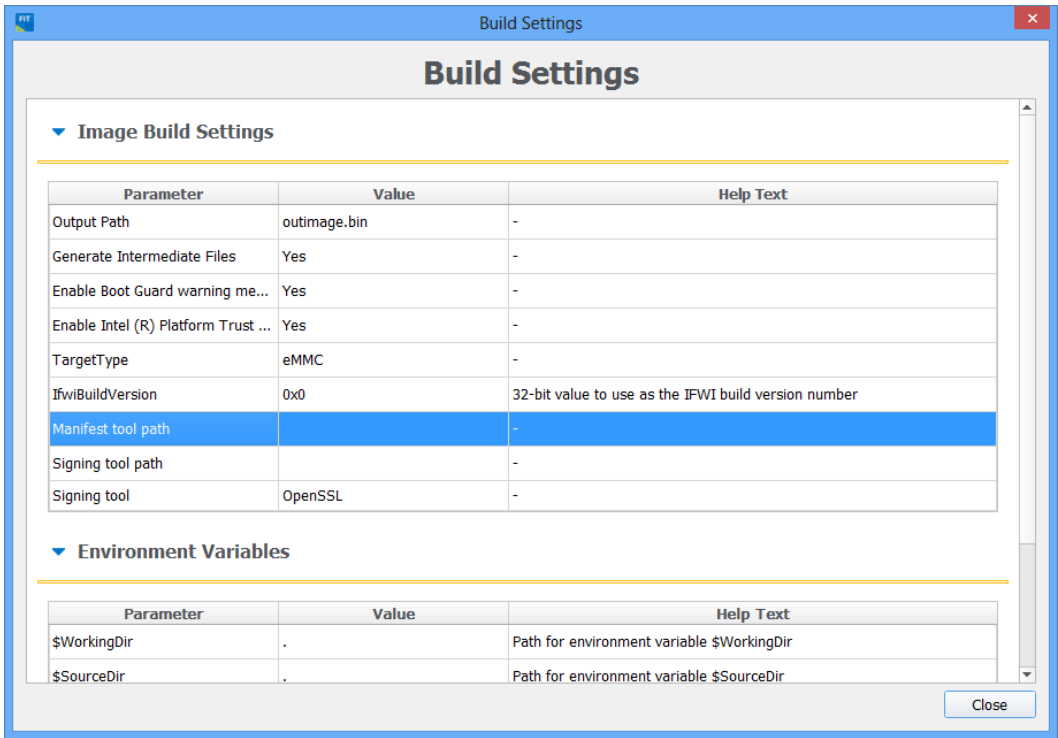 FIT
Build Settings
Build Settings
Image Build Settings
Parameter Value Help Text
Output Path outimage.bin -
Generate Intermediate Files Yes -
Enable Boot Guard warning me... Yes -
Enable Intel (R) Platform Trust ... Yes -
TargetType eMMC -
IfwiBuildVersion 0x0 32-bit value to use as the IFWI build version number
Manifest tool path -
Signing tool path -
Signing tool OpenSSL -
Environment Variables
Parameter Value Help Text
$WorkingDir . Path for environment variable $WorkingDir
$SourceDir . Path for environment variable $SourceDir
Close